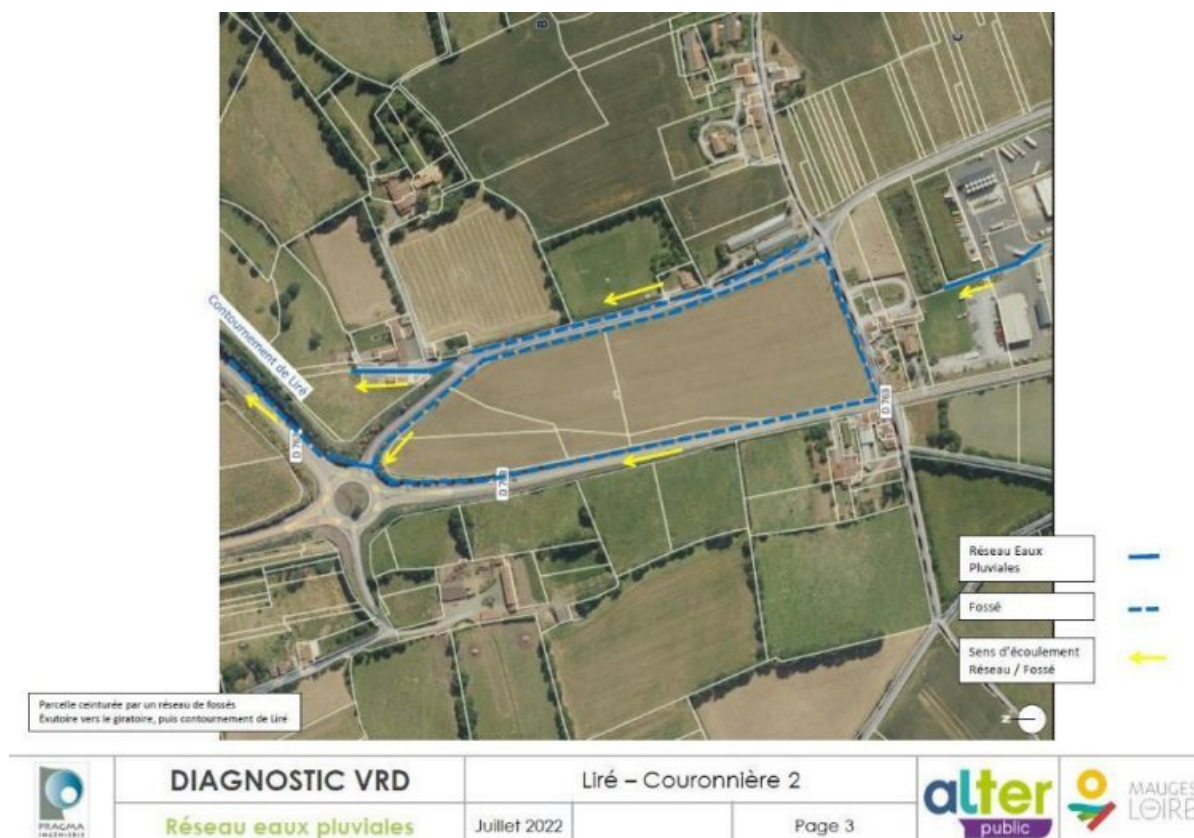 B
C
Contournement de Liré
D 763
D 763
Réseau Eaux
Pluviales
Fossé
Sens d'écoulement
Réseau / Fossé
Parcelle ceinturée par un réseau de fossés
Exutoire vers le giratoire, puis contournement de Liré
N
PRAGMA
INGÉNIERIE
DIAGNOSTIC VRD
Liré – Couronnière 2
Réseau eaux pluviales
Juillet 2022
Page 3
alter
public
MAUGES
LOIRE